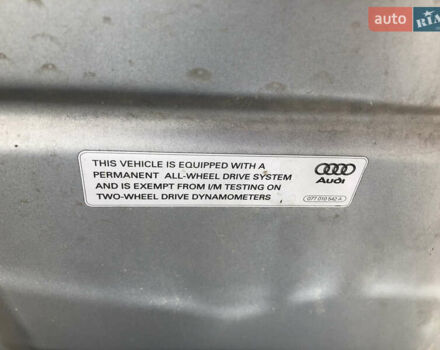 auto RIA
THIS VEHICLE IS EQUIPPED WITH A
PERMANENT ALL-WHEEL DRIVE SYSTEM
AND IS EXEMPT FROM I/M TESTING ON
TWO-WHEEL DRIVE DYNAMOMETERS
Audi
077 010 542 A